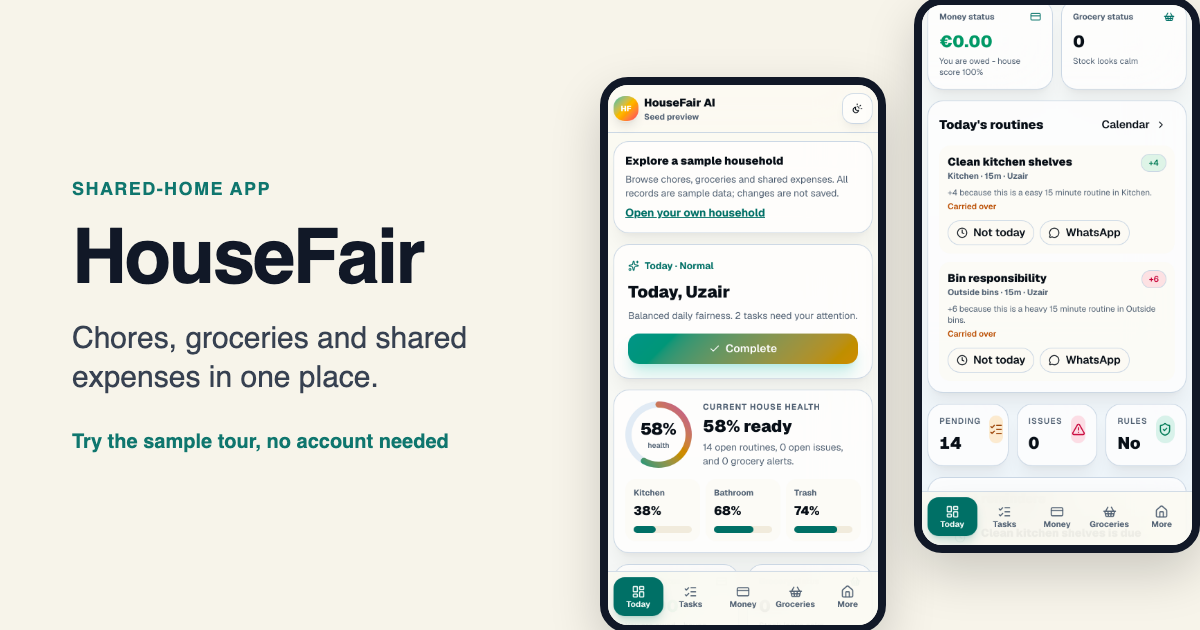 SHARED-HOME APP
HouseFair
Chores, groceries and shared
expenses in one place.
Try the sample tour, no account needed
HF
HouseFair AI
Seed preview
Explore a sample household
Browse chores, groceries and shared expenses. All
records are sample data; changes are not saved.
Open your own household
Today · Normal
Today, Uzair
Balanced daily fairness. 2 tasks need your attention.
Complete
58%
health
CURRENT HOUSE HEALTH
58% ready
14 open routines, 0 open issues,
and 0 grocery alerts.
Kitchen
38%
Bathroom
68%
Trash
74%
Today
Tasks
Money
Groceries
More
Money status
€0.00
You are owed - house
score 100%
Grocery status
0
Stock looks calm
Today's routines
Calendar
Clean kitchen shelves
+4
Kitchen · 15m · Uzair
+4 because this is a easy 15 minute routine in Kitchen.
Carried over
Not today
WhatsApp
Bin responsibility
+6
Outside bins · 15m · Uzair
+6 because this is a heavy 15 minute routine in Outside
bins.
Carried over
Not today
WhatsApp
PENDING
14
ISSUES
0
RULES
No
Clean kitchen shelves is due
Today
Tasks
Money
Groceries
More